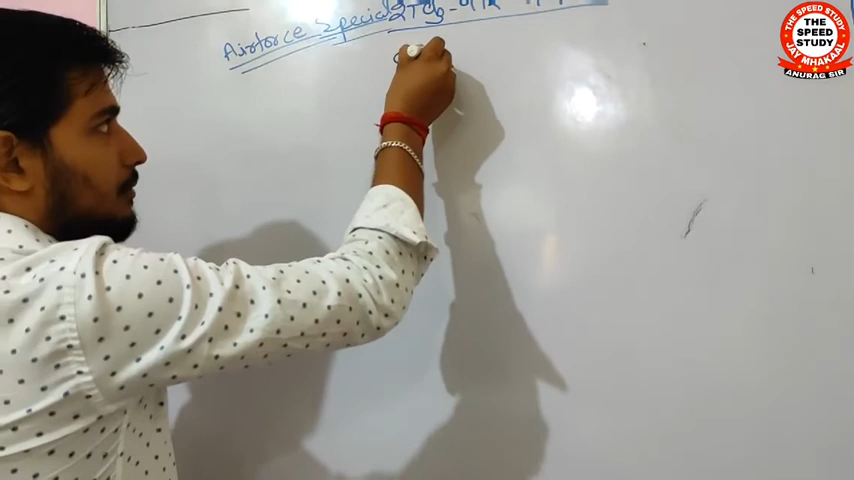 Airforce Special
THE SPEED STUDY
THE
SPEED
STUDY
JAY MHAKAAL
ANURAG SIR